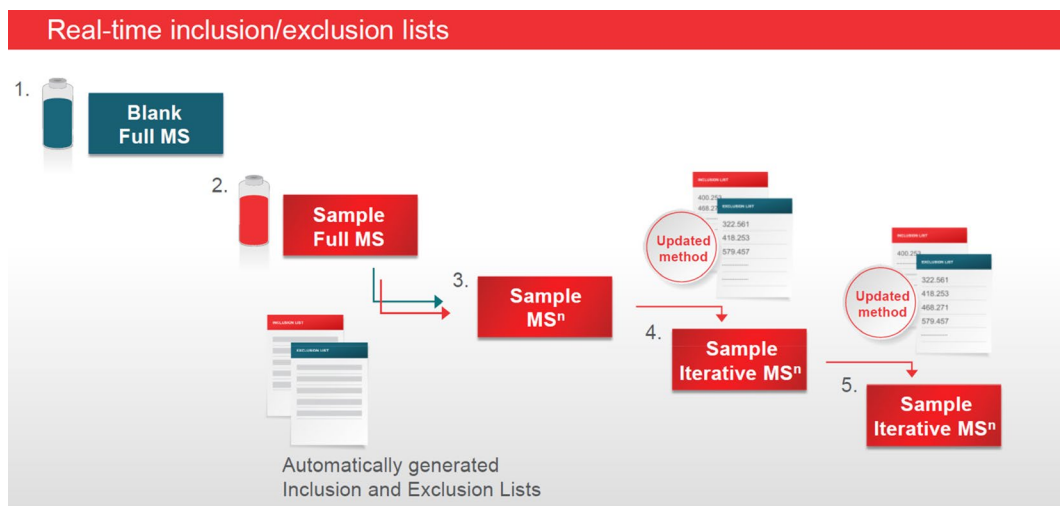 Real-time inclusion/exclusion lists
1.
Blank
Full MS
2.
Sample
Full MS
3.
Sample
MSⁿ
INCLUSION LIST
400.253
468.271
EXCLUSION LIST
322.561
418.253
579.457
Updated
method
4.
Sample
Iterative MSⁿ
INCLUSION LIST
400.253
EXCLUSION LIST
322.561
418.253
468.271
579.457
Updated
method
5.
Sample
Iterative MSⁿ
INCLUSION LIST
EXCLUSION LIST
Automatically generated
Inclusion and Exclusion Lists